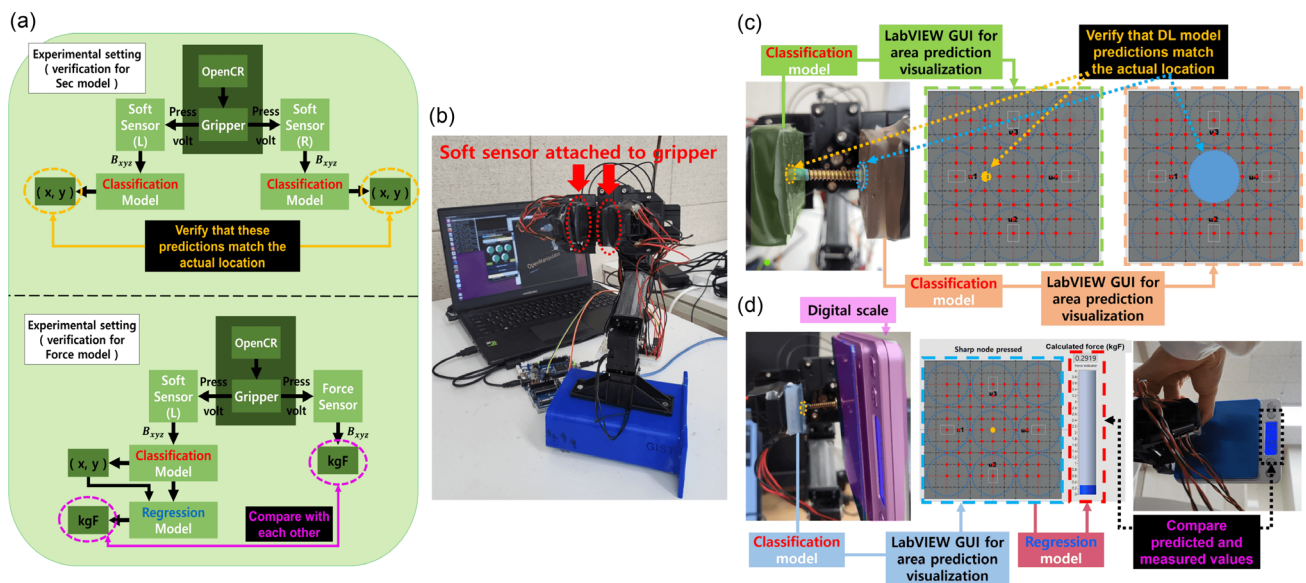 (a)
Experimental setting
( verification for
Sec model )
OpenCR
Gripper
Press
volt
Press
volt
Soft
Sensor
(L)
Soft
Sensor
(R)
Bxyz
Bxyz
Classification
Model
Classification
Model
( x, y )
( x, y )
Verify that these
predictions match the
actual location
Experimental setting
( verification for
Force model )
OpenCR
Gripper
Press
volt
Press
volt
Soft
Sensor
(L)
Force
Sensor
Bxyz
Bxyz
Classification
Model
( x, y )
kgF
Regression
Model
kgF
Compare with
each other
(b)
Soft sensor attached to gripper
OpenManipulator
GIST
(c)
Classification
model
LabVIEW GUI for
area prediction
visualization
Verify that DL model
predictions match
the actual location
u3
u1
u4
u2
u3
u1
u4
u2
Classification
model
LabVIEW GUI for
area prediction
visualization
(d)
Digital scale
Sharp node pressed
Calculated force (kgF)
0.2919
u3
u1
u4
u2
Classification
model
LabVIEW GUI for
area prediction
visualization
Regression
model
Compare
predicted and
measured values